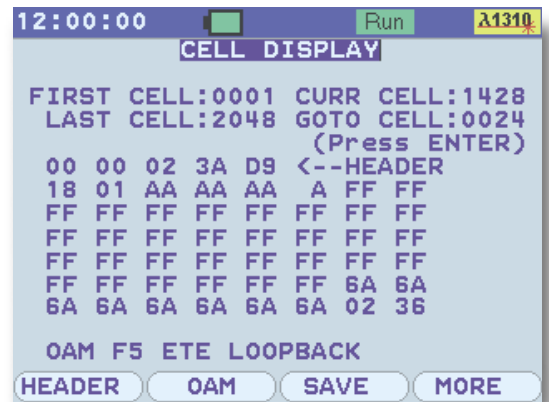 12:00:00 Run λ1310
CELL DISPLAY
FIRST CELL:0001 CURR CELL:1428
LAST CELL:2048 GOTO CELL:0024
(Press ENTER)
00 00 02 3A D9 <--HEADER
18 01 AA AA AA A FF FF
FF FF FF FF FF FF FF FF
FF FF FF FF FF FF FF FF
FF FF FF FF FF FF FF FF
FF FF FF FF FF FF 6A 6A
6A 6A 6A 6A 6A 6A 02 36
OAM F5 ETE LOOPBACK
HEADER OAM SAVE MORE